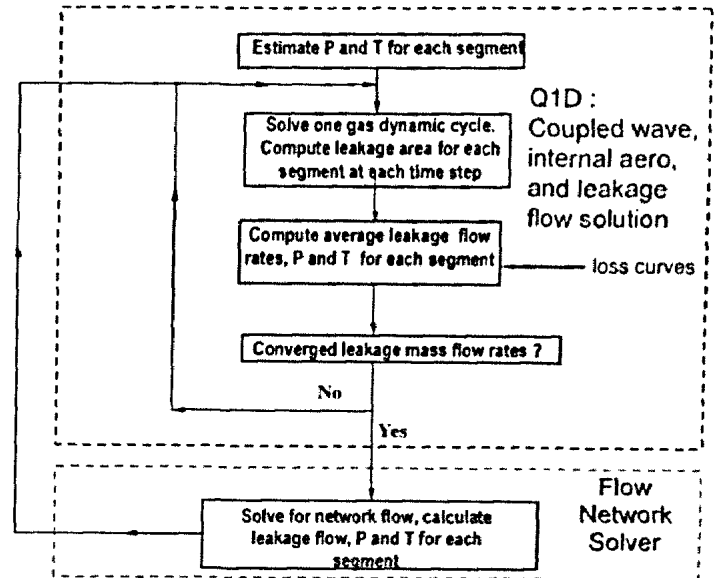 Estimate P and T for each segment
Q1D :
Coupled wave,
internal aero,
and leakage
flow solution
Solve one gas dynamic cycle.
Compute leakage area for each
segment at each time step
Compute average leakage flow
rates, P and T for each segment
loss curves
Converged leakage mass flow rates ?
No
Yes
Flow
Network
Solver
Solve for network flow, calculate
leakage flow, P and T for each
segment